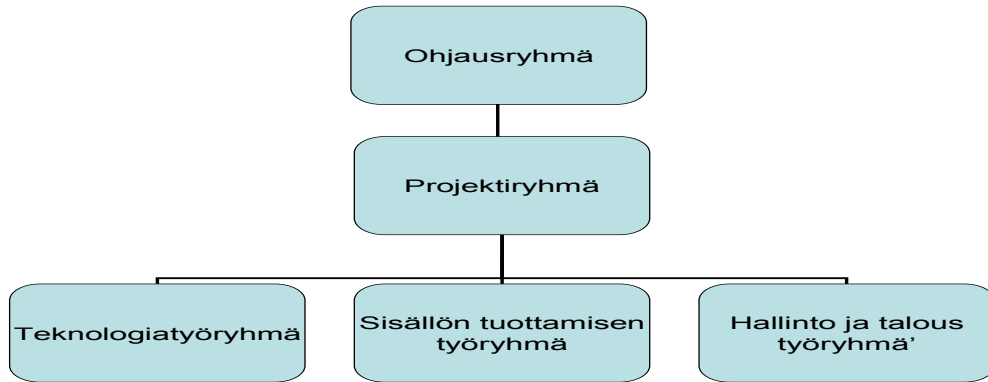 Ohjausryhmä
Projektiryhmä
Teknologiatyöryhmä
Sisällön tuottamisen
työryhmä
Hallinto ja talous
työryhmä’